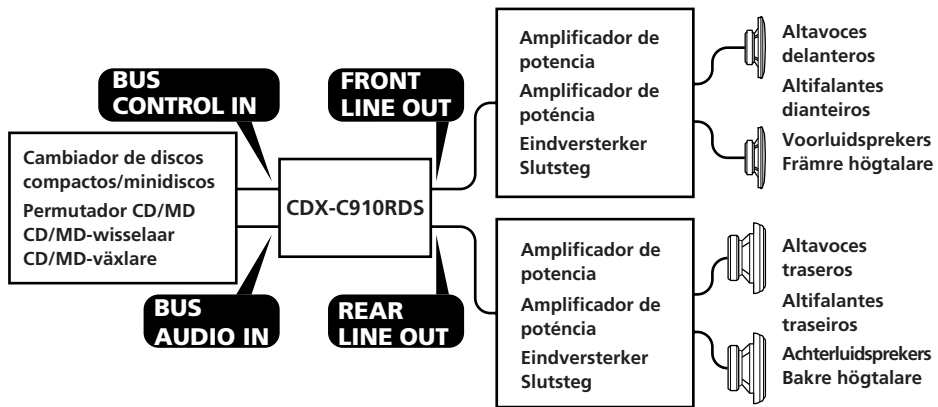 BUS
CONTROL IN
FRONT
LINE OUT
Cambiador de discos
compactos/minidiscos
Permutador CD/MD
CD/MD-wisselaar
CD/MD-växlare
CDX-C910RDS
BUS
AUDIO IN
REAR
LINE OUT
Amplificador de
potencia
Amplificador de
poténcia
Eindversterker
Slutsteg
Altavoces
delanteros
Altifalantes
dianteiros
Voorluidsprekers
Främre högtalare
Amplificador de
potencia
Amplificador de
poténcia
Eindversterker
Slutsteg
Altavoces
traseros
Altifalantes
traseiros
Achterluidsprekers
Bakre högtalare